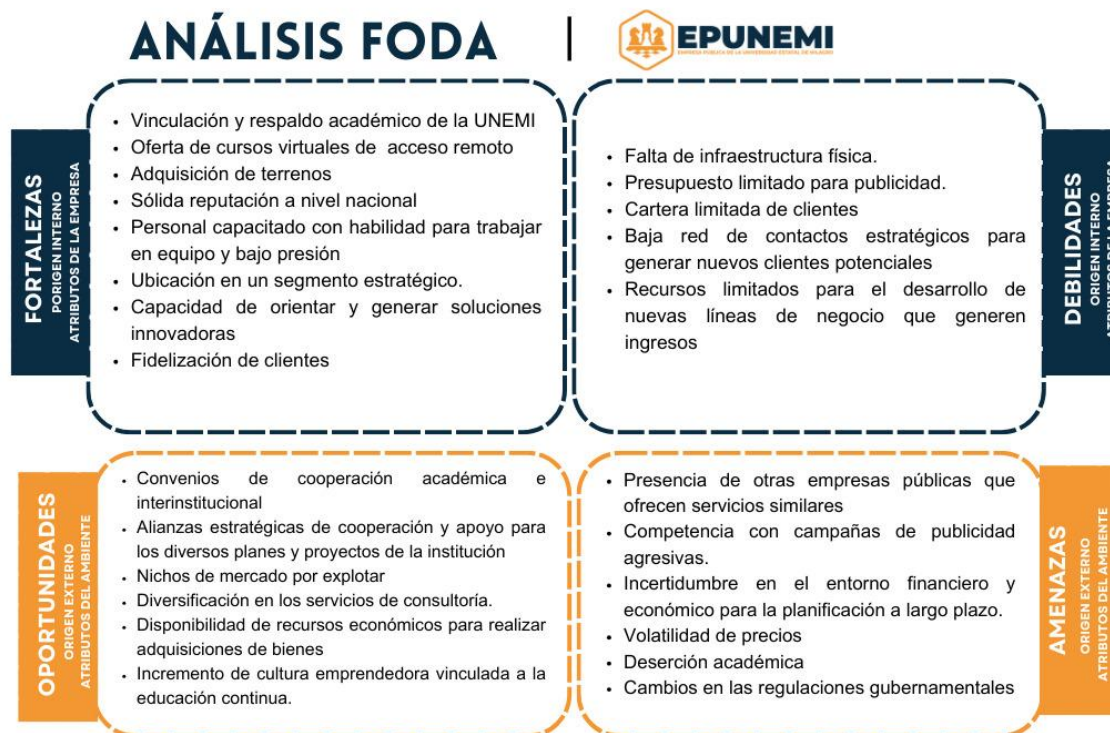 ANÁLISIS FODA
EPUNEMI
EMPRESA PÚBLICA DE LA UNIVERSIDAD ESTATAL DE MILAGRO
FORTALEZAS
PORIGEN INTERNO
ATRIBUTOS DE LA EMPRESA
• Vinculación y respaldo académico de la UNEMI
• Oferta de cursos virtuales de acceso remoto
• Adquisición de terrenos
• Sólida reputación a nivel nacional
• Personal capacitado con habilidad para trabajar
en equipo y bajo presión
• Ubicación en un segmento estratégico.
• Capacidad de orientar y generar soluciones
innovadoras
• Fidelización de clientes
DEBILIDADES
ORIGEN INTERNO
• Falta de infraestructura física.
• Presupuesto limitado para publicidad.
• Cartera limitada de clientes
• Baja red de contactos estratégicos para
generar nuevos clientes potenciales
• Recursos limitados para el desarrollo de
nuevas líneas de negocio que generen
ingresos
OPORTUNIDADES
ORIGEN EXTERNO
ATRIBUTOS DEL AMBIENTE
• Convenios de cooperación académica e
interinstitucional
• Alianzas estratégicas de cooperación y apoyo para
los diversos planes y proyectos de la institución
• Nichos de mercado por explotar
• Diversificación en los servicios de consultoría.
• Disponibilidad de recursos económicos para realizar
adquisiciones de bienes
• Incremento de cultura emprendedora vinculada a la
educación continua.
AMENAZAS
ORIGEN EXTERNO
ATRIBUTOS DEL AMBIENTE
• Presencia de otras empresas públicas que
ofrecen servicios similares
• Competencia con campañas de publicidad
agresivas.
• Incertidumbre en el entorno financiero y
económico para la planificación a largo plazo.
• Volatilidad de precios
• Deserción académica
• Cambios en las regulaciones gubernamentales